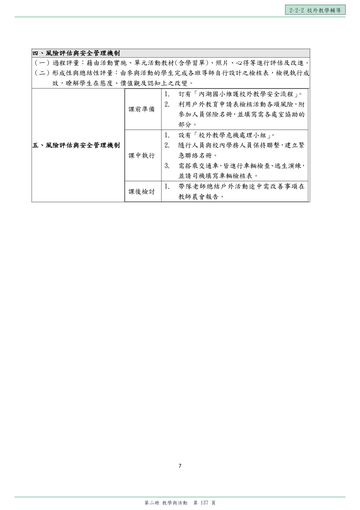 2-2-2 校外教學輔導
四、風險評估與安全管理機制
（一）過程評量：藉由活動實施、單元活動教材(含學習單)、照片、心得等進行評估及改進。
（二）形成性與總結性評量：由參與活動的學生完成各班導師自行設計之檢核表，檢視執行成
效，瞭解學生在態度、價值觀及認知上之改變。
五、風險評估與安全管理機制
課前準備
1. 訂有「內湖國小維護校外教學安全流程」。
2. 利用戶外教育申請表檢核活動各項風險，附
參加人員保險名冊，並填寫需各處室協助的
部分。
課中執行
1. 設有「校外教學危機處理小組」。
2. 隨行人員與校內學務人員保持聯繫，建立緊
急聯絡名冊。
3. 需搭乘交通車，皆進行車輛檢查、逃生演練，
並請司機填寫車輛檢核表。
課後檢討
1. 帶隊老師總結戶外活動途中需改善事項在
教師晨會報告。
7
第二冊 教學與活動 第 137 頁